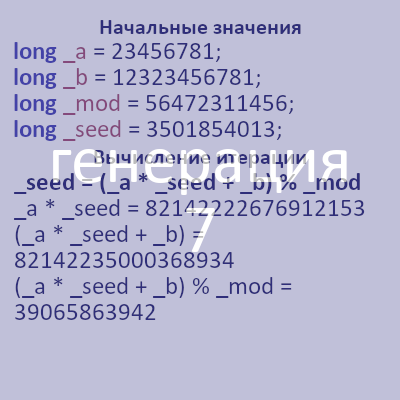 Начальные значения
long _a = 23456781;
long _b = 12323456781;
long _mod = 56472311456;
long _seed = 3501854013;
Вычисление итерации
_seed = (_a * _seed + _b) % _mod
_a * _seed = 82142222676912153
(_a * _seed + _b) =
82142235000368934
(_a * _seed + _b) % _mod =
39065863942
генерация
7